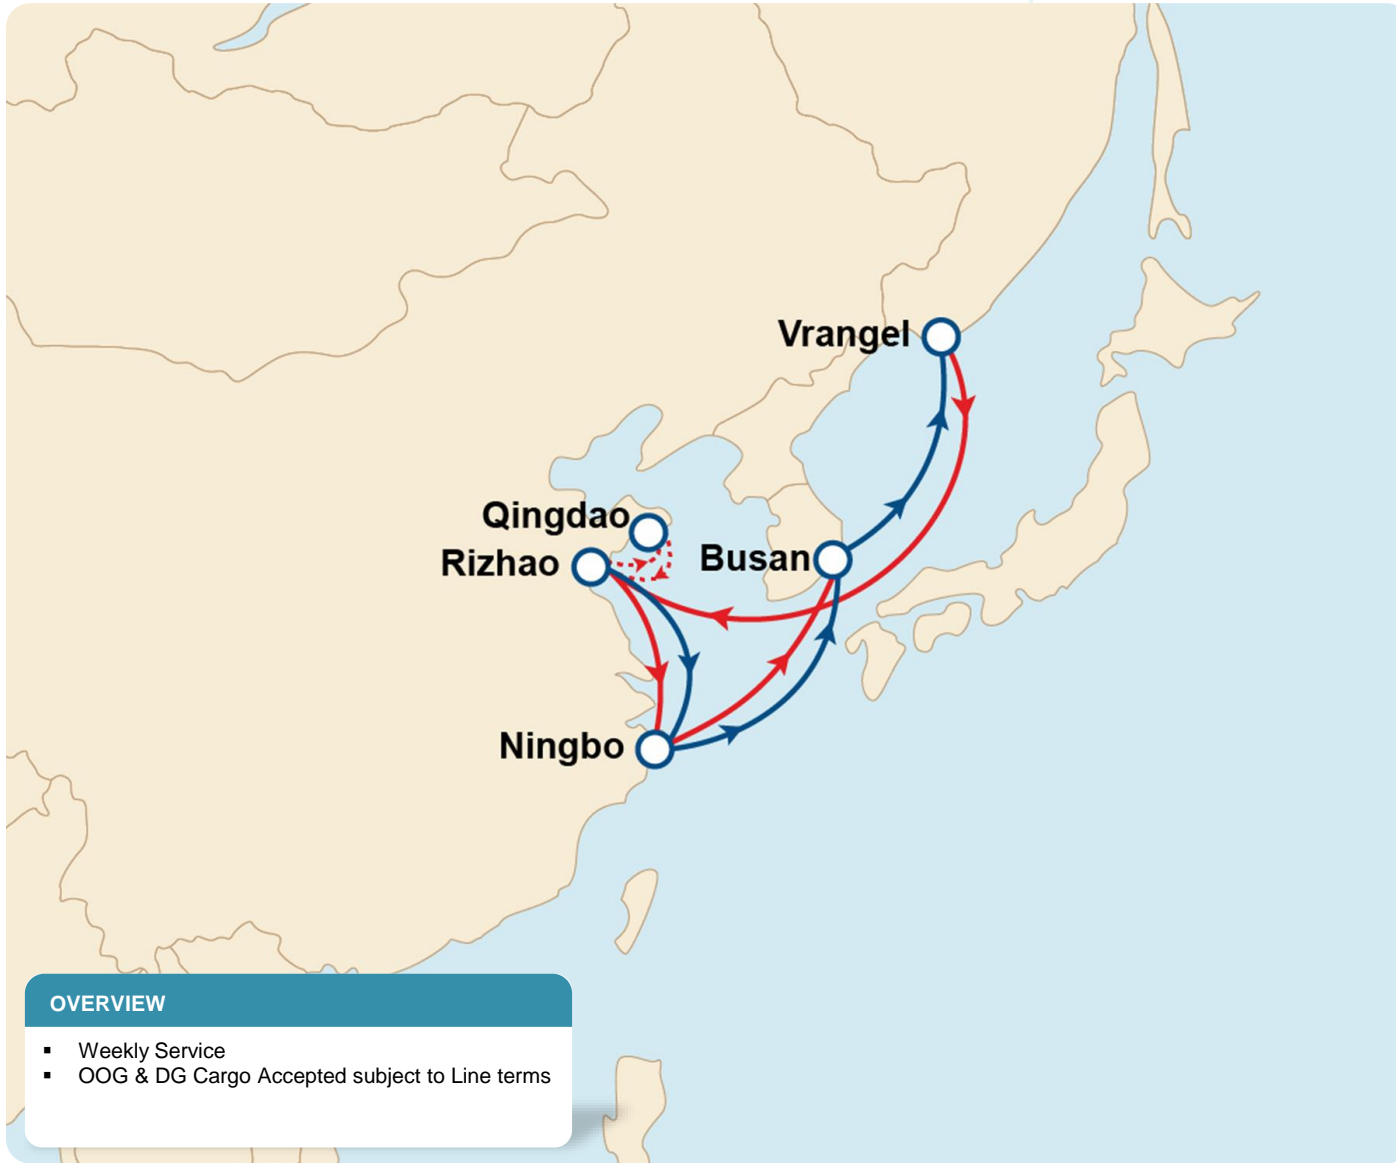 Vrangel
Qingdao
Rizhao
Busan
Ningbo
OVERVIEW
▪ Weekly Service
▪ OOG & DG Cargo Accepted subject to Line terms